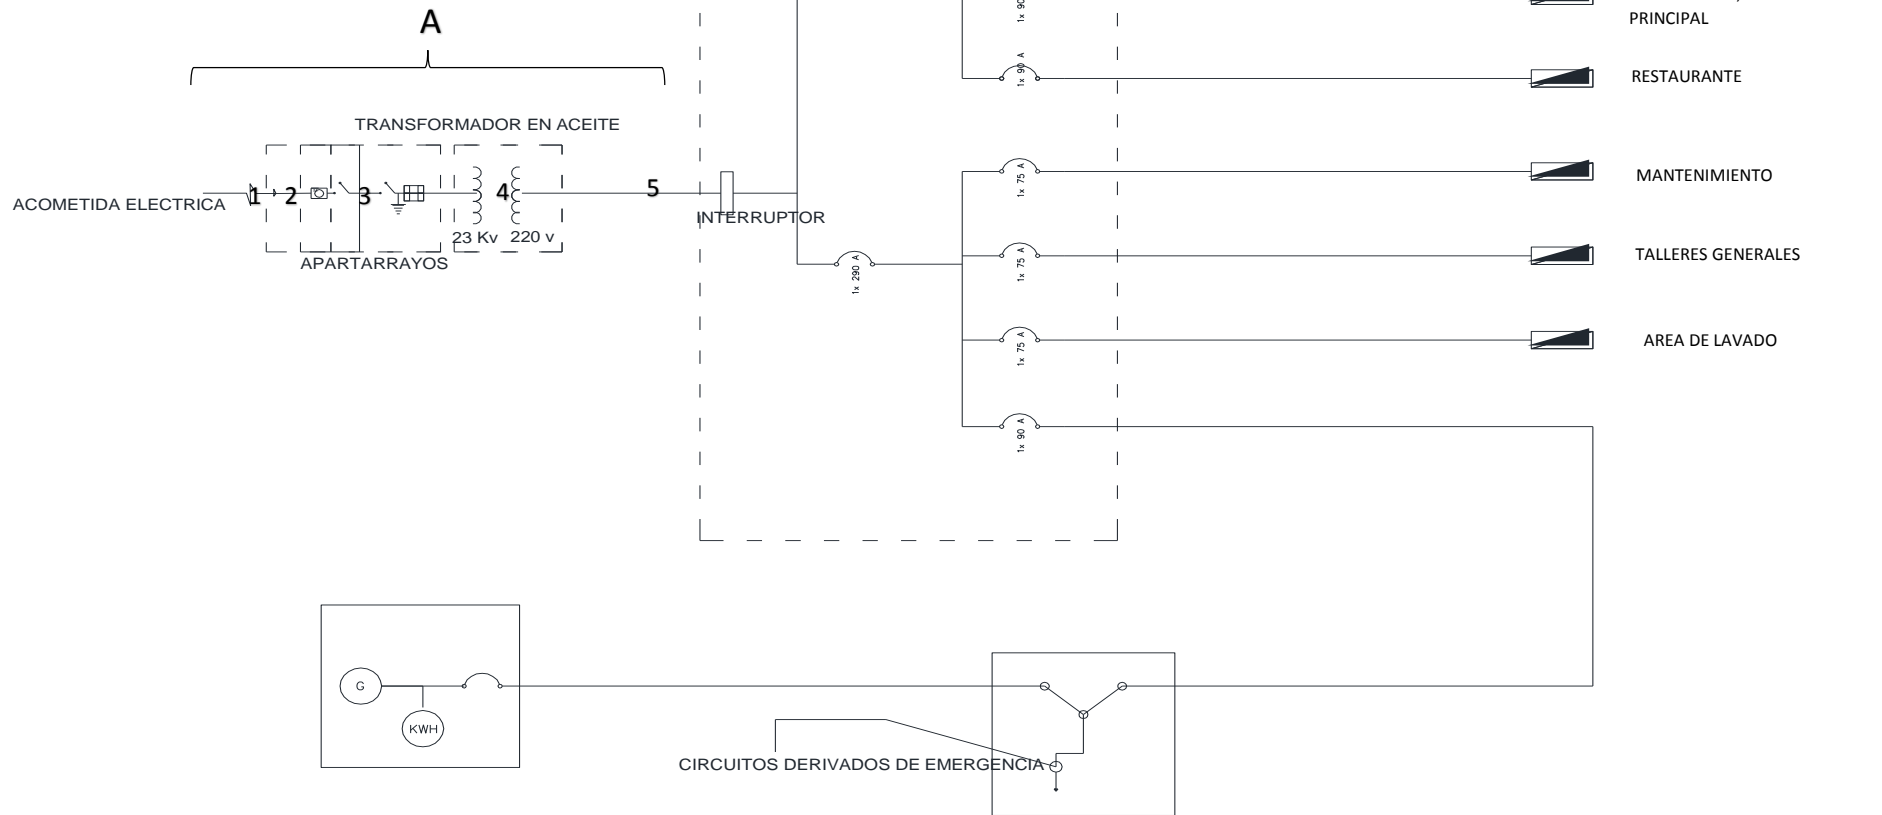 A
PRINCIPAL
1x 90 A
RESTAURANTE
TRANSFORMADOR EN ACEITE
1x 75 A
MANTENIMIENTO
ACOMETIDA ELECTRICA
1
2
3
4
5
INTERRUPTOR
23 Kv
220 v
APARTARRAYOS
1x 290 A
1x 75 A
TALLERES GENERALES
1x 75 A
AREA DE LAVADO
1x 90 A
G
KWH
CIRCUITOS DERIVADOS DE EMERGENCIA